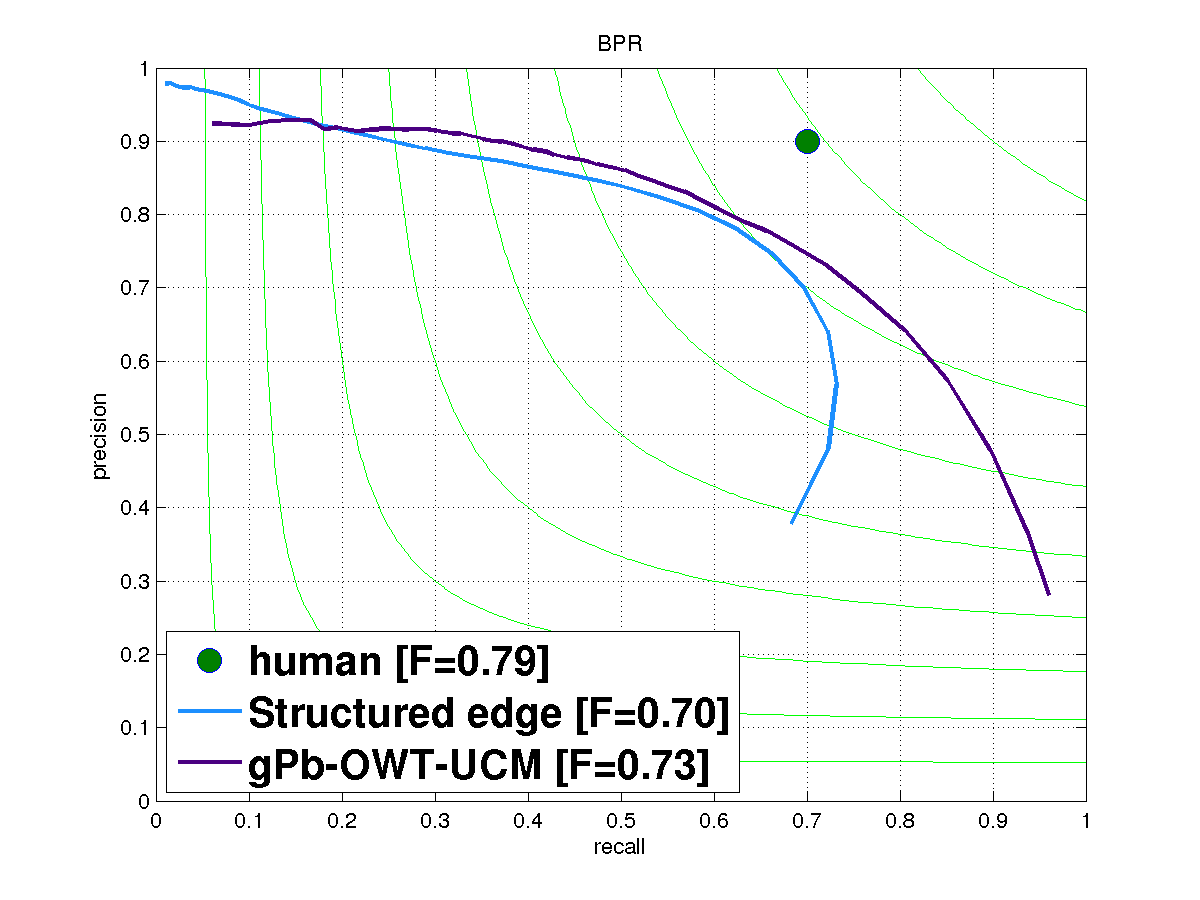 BPR
1
0.9
0.8
0.7
0.6
0.5
0.4
0.3
0.2
0.1
0
precision
human [F=0.79]
Structured edge [F=0.70]
gPb-OWT-UCM [F=0.73]
0 0.1 0.2 0.3 0.4 0.5 0.6 0.7 0.8 0.9 1
recall